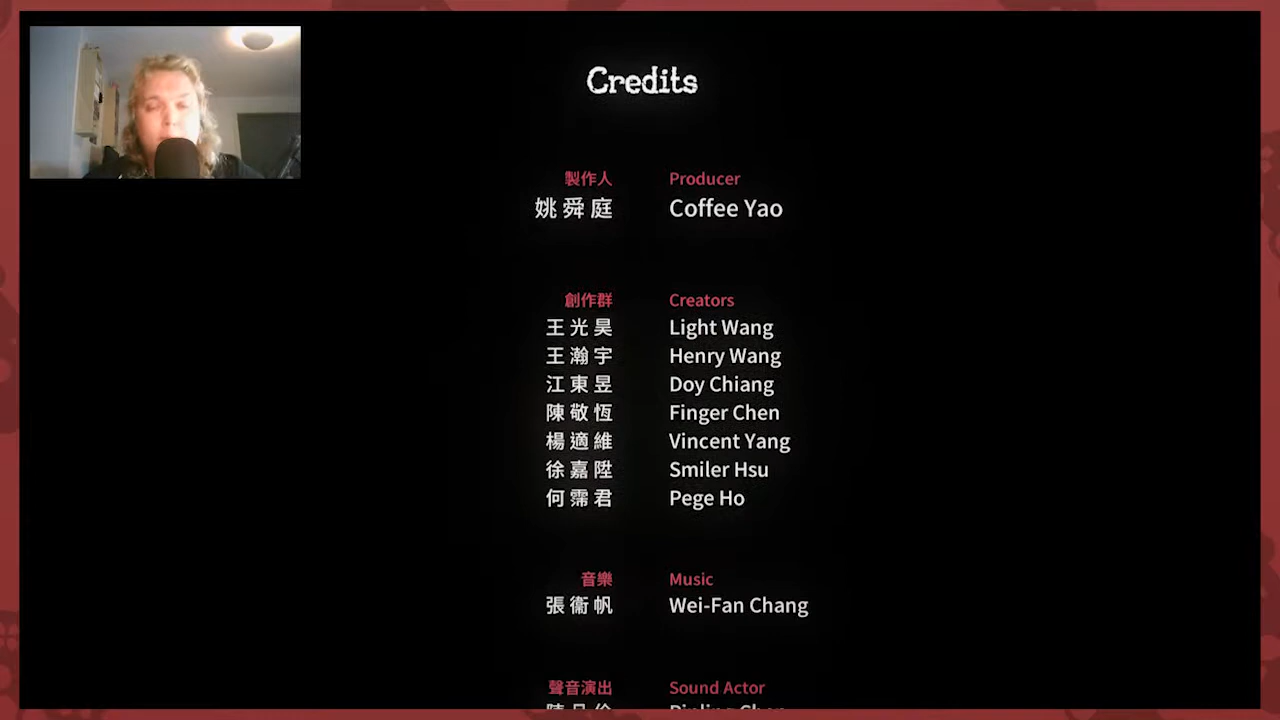 Credits
製作人 Producer
姚舜庭 Coffee Yao
創作群 Creators
王光昊 Light Wang
王瀚宇 Henry Wang
江東昱 Doy Chiang
陳敬恆 Finger Chen
楊適維 Vincent Yang
徐嘉陞 Smiler Hsu
何霈君 Pege Ho
音樂 Music
張衞帆 Wei-Fan Chang
聲音演出 Sound Actor